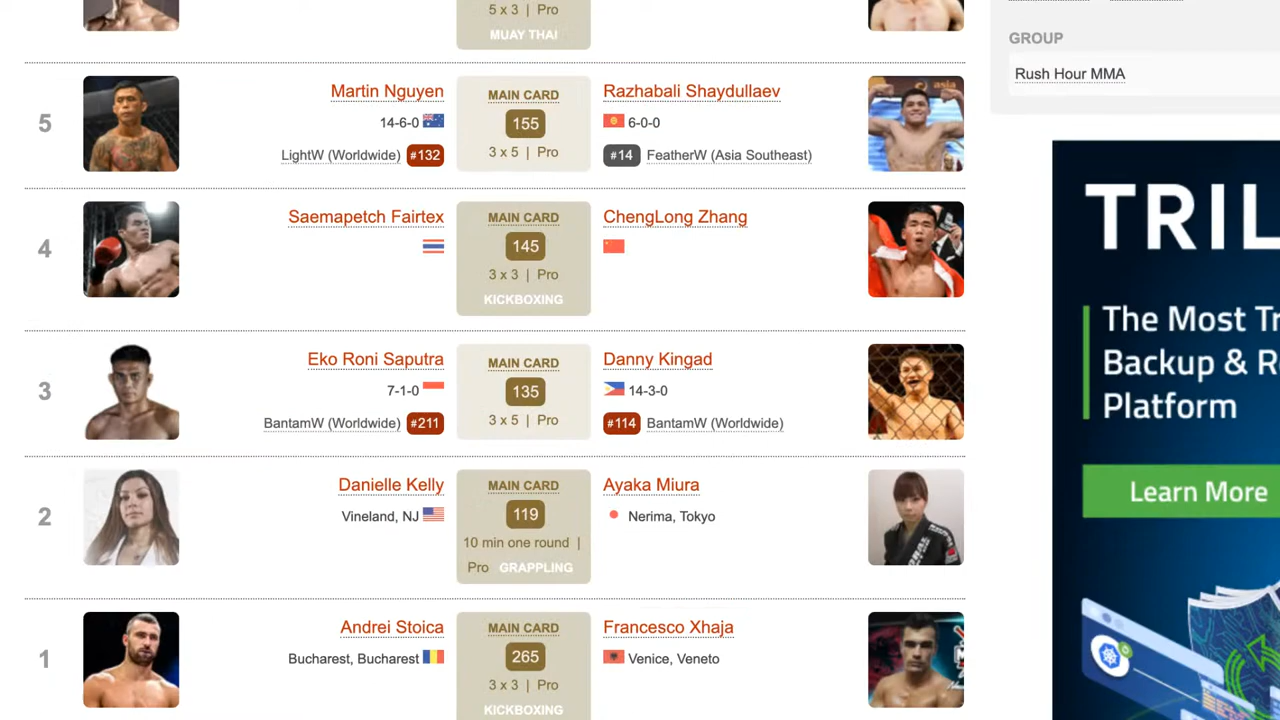 5 x 3 | Pro
MUAY THAI
GROUP
Rush Hour MMA
5
Martin Nguyen
14-6-0
LightW (Worldwide) #132
MAIN CARD
155
3 x 5 | Pro
Razhabali Shaydullaev
6-0-0
#14 FeatherW (Asia Southeast)
asia
4
Saemapetch Fairtex
MAIN CARD
145
3 x 3 | Pro
KICKBOXING
ChengLong Zhang
3
Eko Roni Saputra
7-1-0
BantamW (Worldwide) #211
MAIN CARD
135
3 x 5 | Pro
Danny Kingad
14-3-0
#114 BantamW (Worldwide)
2
Danielle Kelly
Vineland, NJ
MAIN CARD
119
10 min one round |
Pro GRAPPLING
Ayaka Miura
Nerima, Tokyo
1
Andrei Stoica
Bucharest, Bucharest
MAIN CARD
265
3 x 3 | Pro
KICKBOXING
Francesco Xhaja
Venice, Veneto
TRIL
The Most Tr
Backup & R
Platform
Learn More